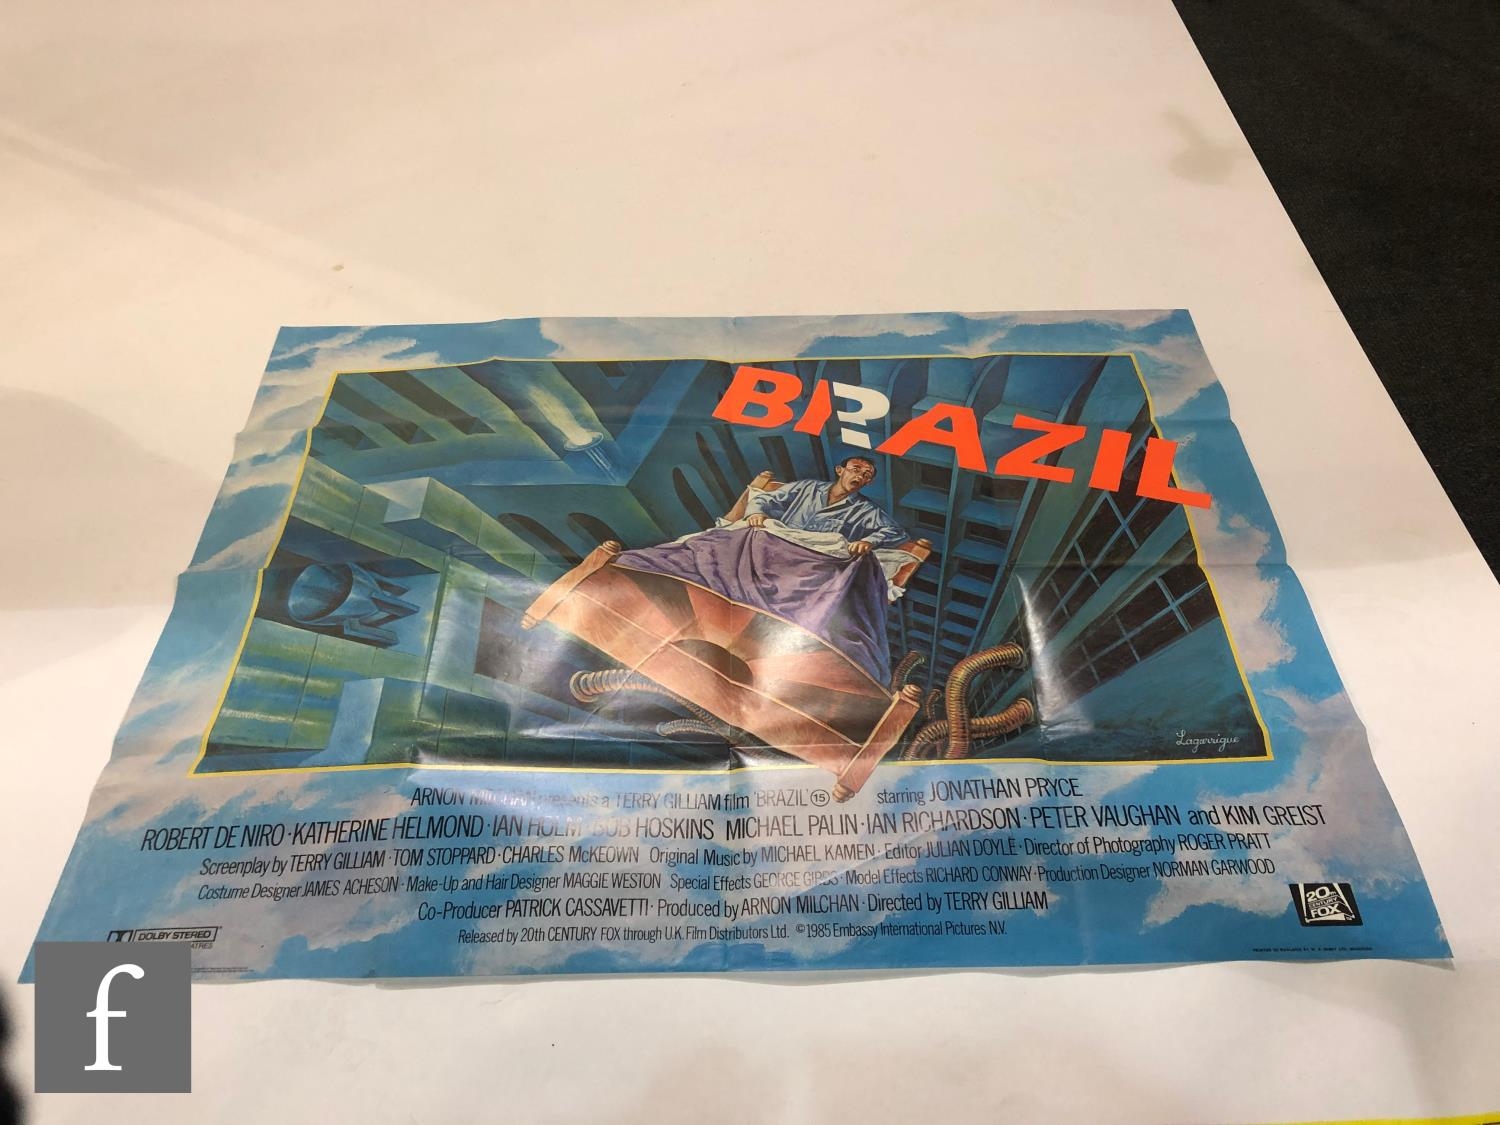 BRAZIL
Lagarrigue
ARNON MILCHAN presents a TERRY GILLIAM film 'BRAZIL' 15 starring JONATHAN PRYCE
ROBERT DE NIRO · KATHERINE HELMOND · IAN HOLM · BOB HOSKINS MICHAEL PALIN · IAN RICHARDSON · PETER VAUGHAN and KIM GREIST
Screenplay by TERRY GILLIAM · TOM STOPPARD · CHARLES McKEOWN Original Music by MICHAEL KAMEN · Editor JULIAN DOYLE · Director of Photography ROGER PRATT
Costume Designer JAMES ACHESON · Make-Up and Hair Designer MAGGIE WESTON Special Effects GEORGE GIBBS · Model Effects RICHARD CONWAY · Production Designer NORMAN GARWOOD
Co-Producer PATRICK CASSAVETTI · Produced by ARNON MILCHAN · Directed by TERRY GILLIAM
Released by 20th CENTURY FOX through U.K. Film Distributors Ltd. ©1985 Embassy International Pictures N.V.
20th
CENTURY
FOX
DOLBY STEREO
f